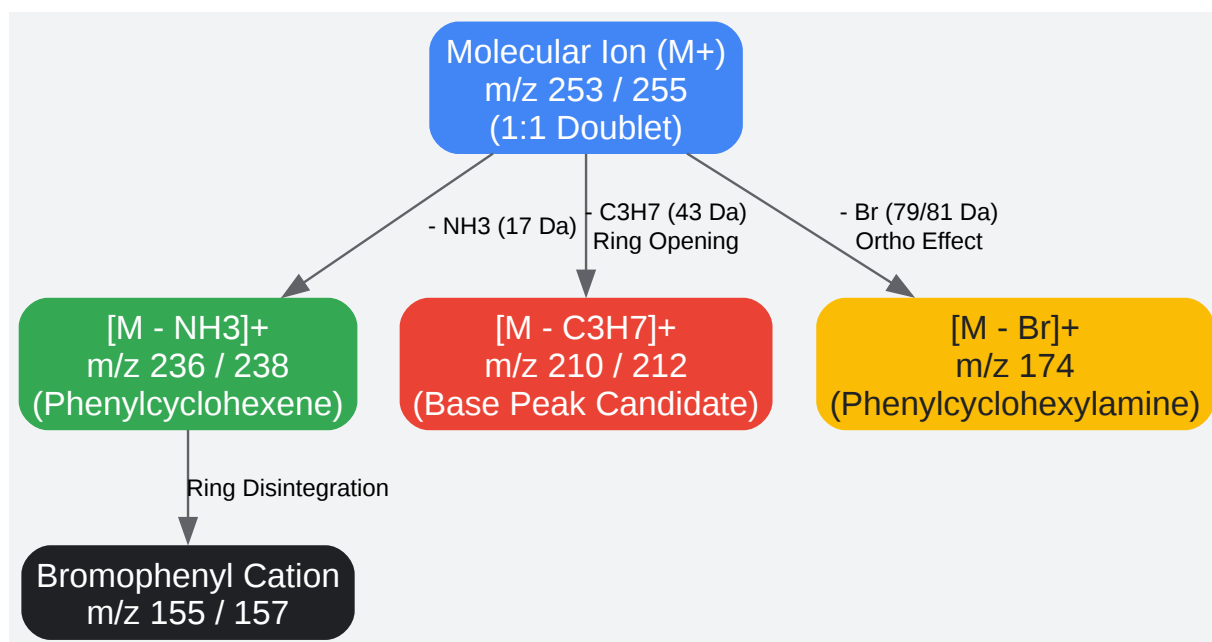 Molecular Ion (M+)
m/z 253 / 255
(1:1 Doublet)
- NH3 (17 Da)
- C3H7 (43 Da)
Ring Opening
- Br (79/81 Da)
Ortho Effect
[M - NH3]+
m/z 236 / 238
(Phenylcyclohexene)
[M - C3H7]+
m/z 210 / 212
(Base Peak Candidate)
[M - Br]+
m/z 174
(Phenylcyclohexylamine)
Ring Disintegration
Bromophenyl Cation
m/z 155 / 157